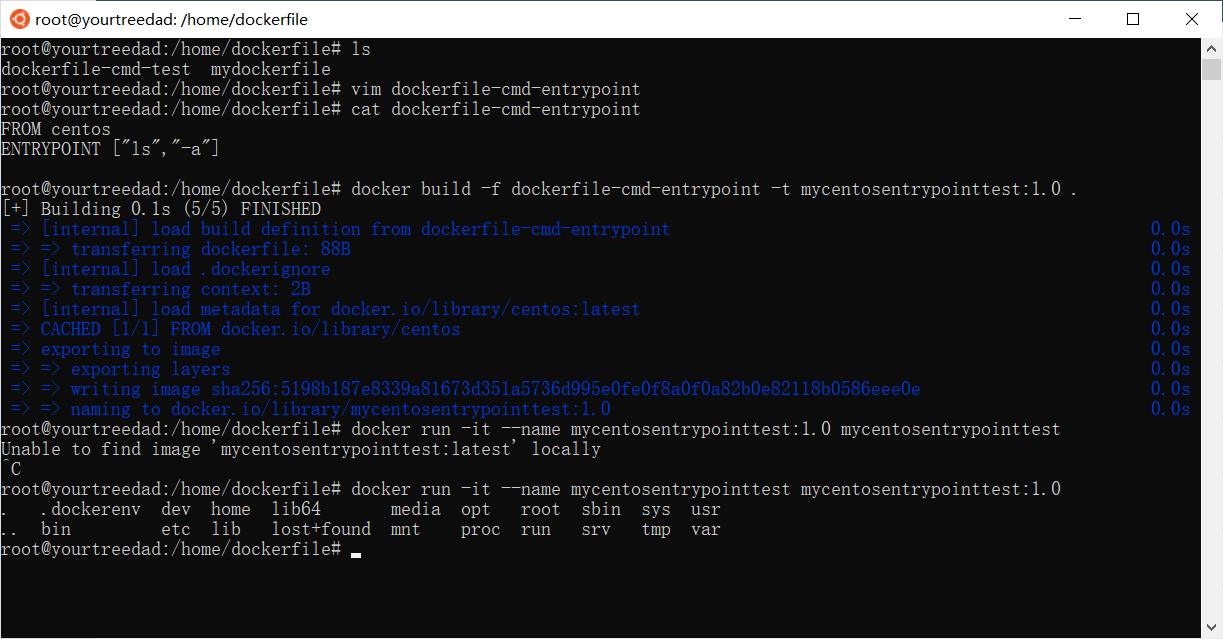 root@yourtreedad: /home/dockerfile
root@yourtreedad:/home/dockerfile# ls
dockerfile-cmd-test  mydockerfile
root@yourtreedad:/home/dockerfile# vim dockerfile-cmd-entrypoint
root@yourtreedad:/home/dockerfile# cat dockerfile-cmd-entrypoint
FROM centos
ENTRYPOINT ["ls","-a"]
root@yourtreedad:/home/dockerfile# docker build -f dockerfile-cmd-entrypoint -t mycentosentrypointtest:1.0 .
[+] Building 0.1s (5/5) FINISHED
=> [internal] load build definition from dockerfile-cmd-entrypoint 0.0s
=> => transferring dockerfile: 88B 0.0s
=> [internal] load .dockerignore 0.0s
=> => transferring context: 2B 0.0s
=> [internal] load metadata for docker.io/library/centos:latest 0.0s
=> CACHED [1/1] FROM docker.io/library/centos 0.0s
=> exporting to image 0.0s
=> => exporting layers 0.0s
=> => writing image sha256:5198b187e8339a81673d351a5736d995e0fe0f8a0f0a82b0e82118b0586eee0e 0.0s
=> => naming to docker.io/library/mycentosentrypointtest:1.0 0.0s
root@yourtreedad:/home/dockerfile# docker run -it --name mycentosentrypointtest:1.0 mycentosentrypointtest
Unable to find image 'mycentosentrypointtest:latest' locally
^C
root@yourtreedad:/home/dockerfile# docker run -it --name mycentosentrypointtest mycentosentrypointtest:1.0
.   .dockerenv  dev  home  lib64       media  opt   root  sbin  sys  usr
..  bin         etc  lib   lost+found  mnt    proc  run   srv   tmp  var
root@yourtreedad:/home/dockerfile#